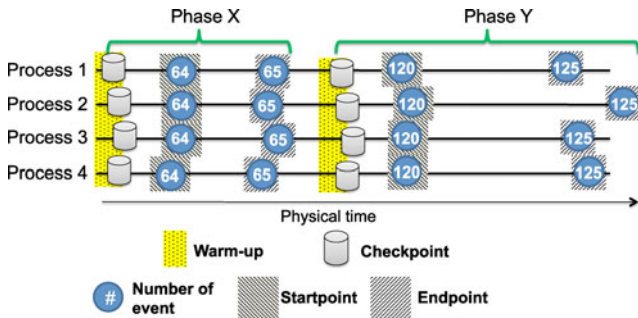 Phase X Phase Y
Process 1 64 65 120 125
Process 2 64 65 120 125
Process 3 64 65 120 125
Process 4 64 65 120 125
Physical time
Warm-up Checkpoint
# Number of event Startpoint Endpoint